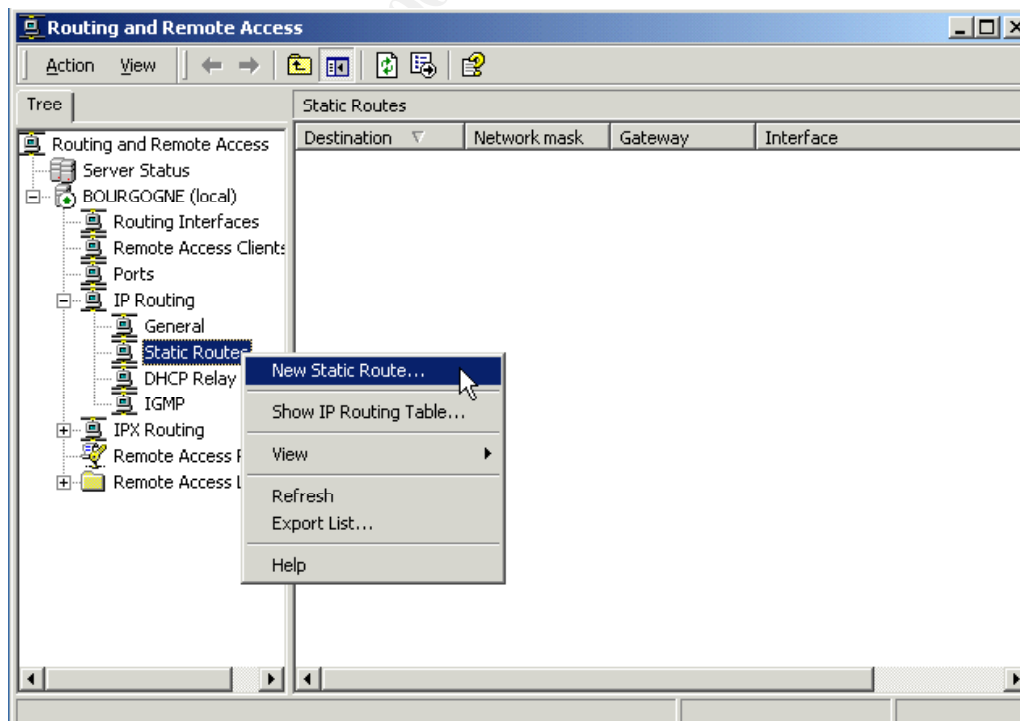 Routing and Remote Access
Action View
Tree
Static Routes
Destination Network mask Gateway Interface
Routing and Remote Access
Server Status
BOURGOGNE (local)
Routing Interfaces
Remote Access Clients
Ports
IP Routing
General
Static Routes
DHCP Relay
IGMP
IPX Routing
Remote Access
Remote Access
New Static Route...
Show IP Routing Table...
View
Refresh
Export List...
Help